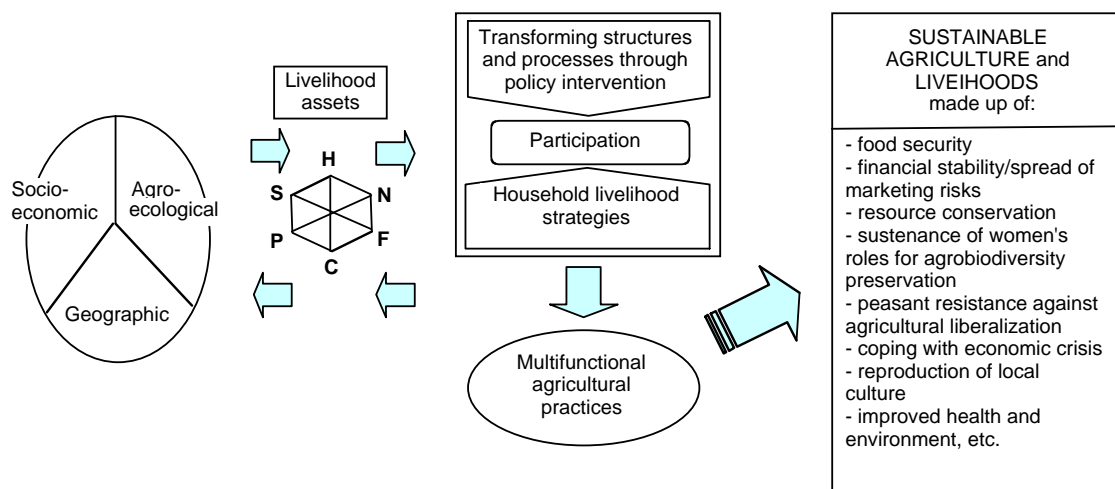 Socio-
economic
Agro-
ecological
Geographic
Livelihood
assets
H
S
N
P
F
C
Transforming structures
and processes through
policy intervention
Participation
Household livelihood
strategies
Multifunctional
agricultural
practices
SUSTAINABLE
AGRICULTURE and
LIVEIHOODS
made up of:
- food security
- financial stability/spread of
marketing risks
- resource conservation
- sustenance of women's
roles for agrobiodiversity
preservation
- peasant resistance against
agricultural liberalization
- coping with economic crisis
- reproduction of local
culture
- improved health and
environment, etc.